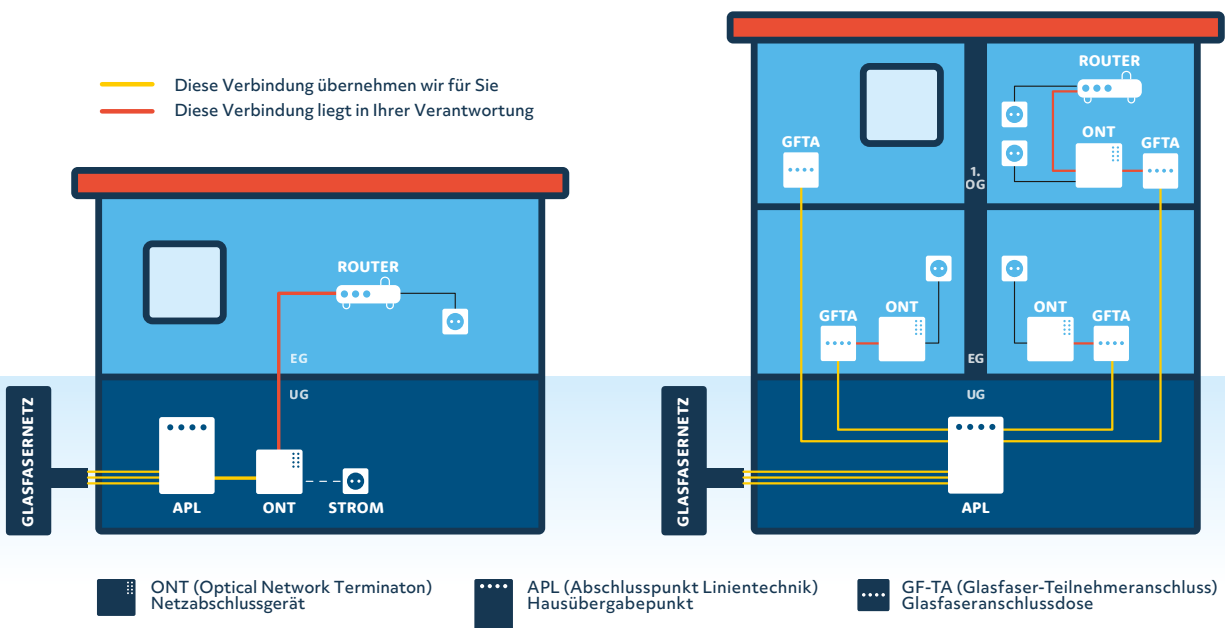 Diese Verbindung übernehmen wir für Sie
Diese Verbindung liegt in Ihrer Verantwortung
ROUTER
EG
UG
GLASFASERNETZ
APL
ONT
STROM
ROUTER
GFTA
ONT
GFTA
1.
OG
GFTA
ONT
ONT
GFTA
EG
UG
GLASFASERNETZ
APL
ONT (Optical Network Terminaton)
Netzabschlussgerät
APL (Abschlusspunkt Linientechnik)
Hausübergabepunkt
GF-TA (Glasfaser-Teilnehmeranschluss)
Glasfaseranschlussdose